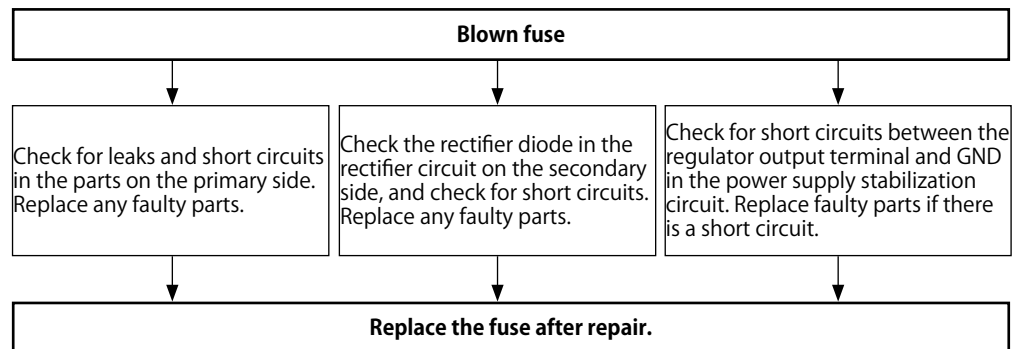 Blown fuse
Check for leaks and short circuits
in the parts on the primary side.
Replace any faulty parts.
Check the rectifier diode in the
rectifier circuit on the secondary
side, and check for short circuits.
Replace any faulty parts.
Check for short circuits between the
regulator output terminal and GND
in the power supply stabilization
circuit. Replace faulty parts if there
is a short circuit.
Replace the fuse after repair.